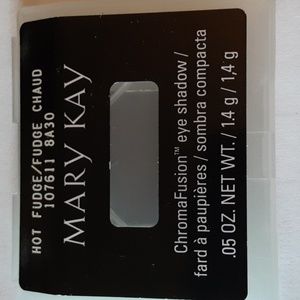 HOT FUDGE/FUDGE CHAUD
107611 8A30
MARY KAY
ChromaFusion™ eye shadow /
fard à paupières / sombra compacta
.05 OZ. NET WT. / 1.4 g / 1,4 g